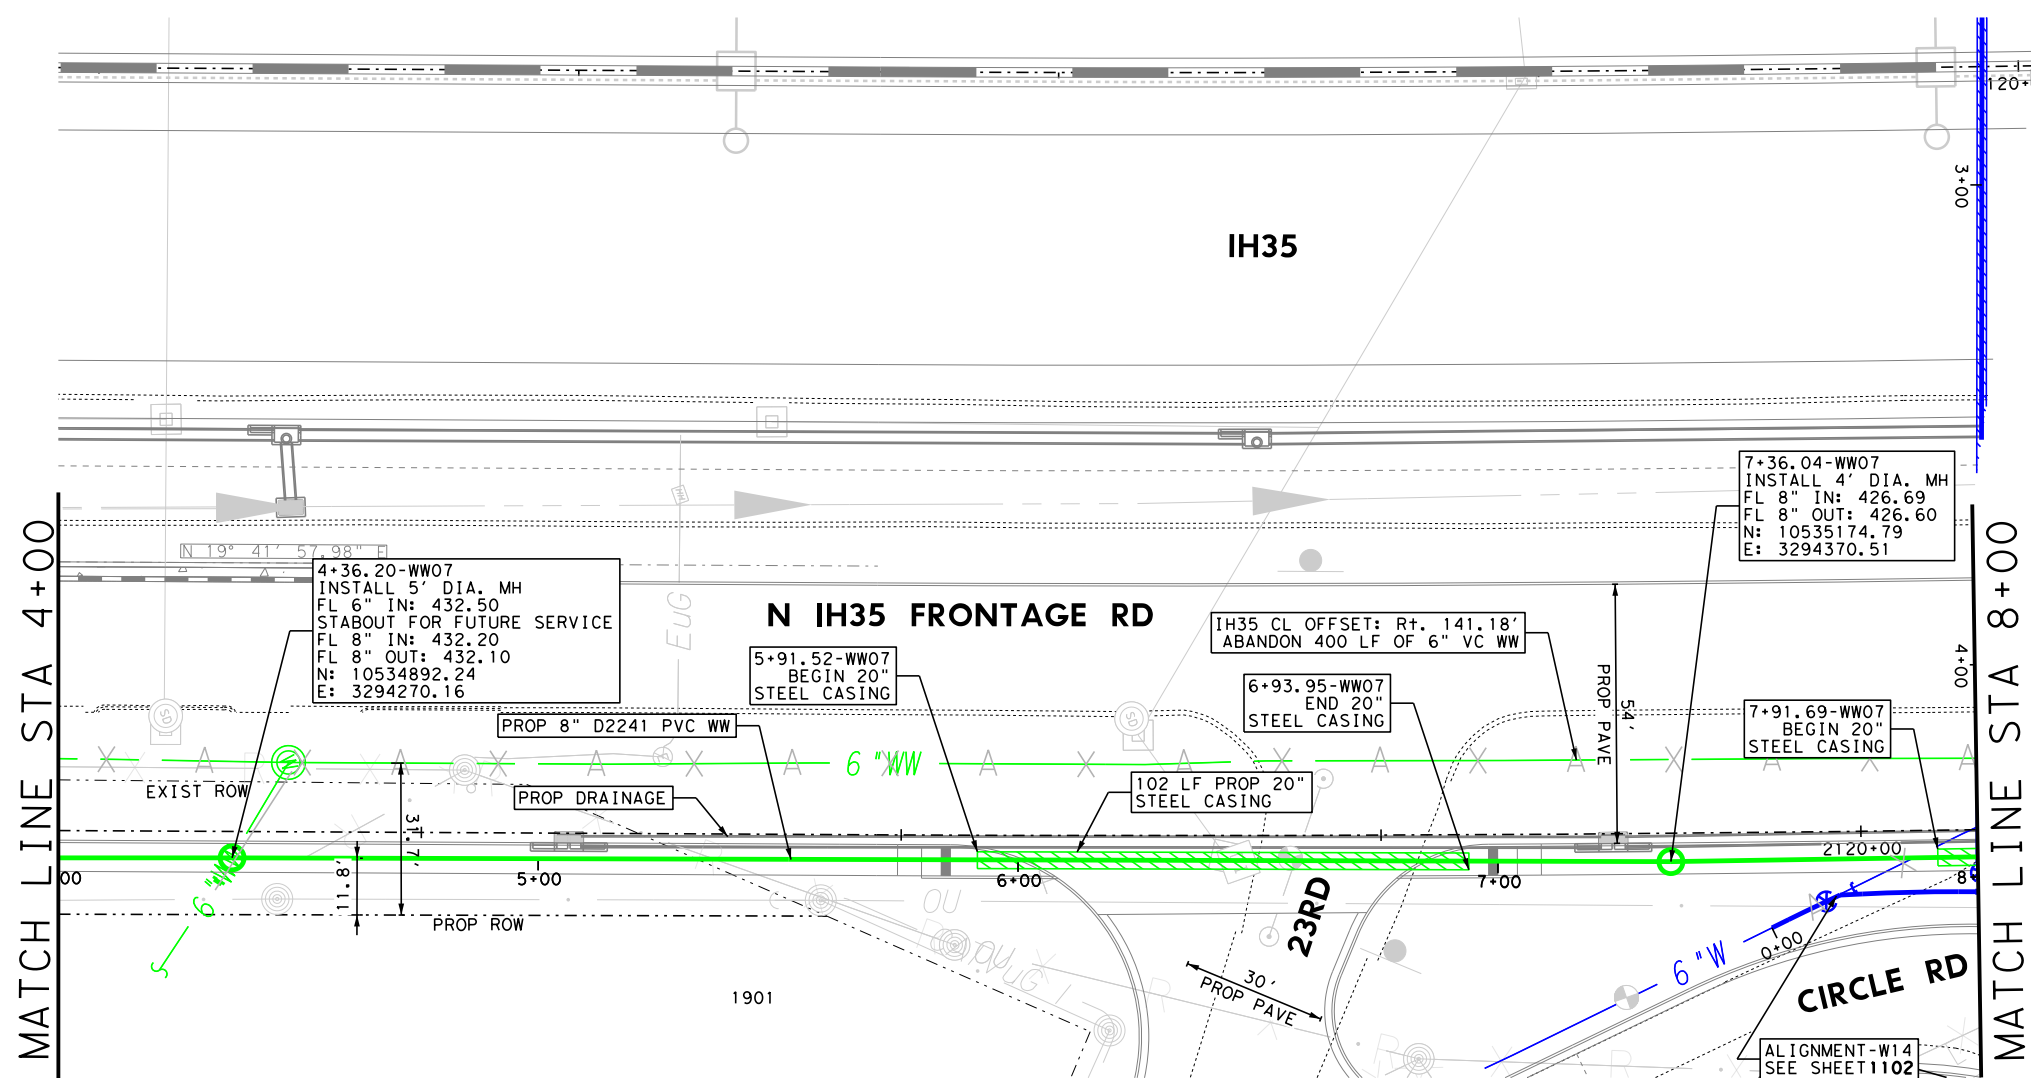 120+
3+00
IH35
7+36.04-WW07
INSTALL 4' DIA. MH
FL 8" IN: 426.69
FL 8" OUT: 426.60
N: 10535174.79
E: 3294370.51
N 19° 41' 57.98" E
4+36.20-WW07
INSTALL 5' DIA. MH
FL 6" IN: 432.50
STABOUT FOR FUTURE SERVICE
FL 8" IN: 432.20
FL 8" OUT: 432.10
N: 10534892.24
E: 3294270.16
EuG
N IH35 FRONTAGE RD
IH35 CL OFFSET: Rt. 141.18'
ABANDON 400 LF OF 6" VC WW
5+91.52-WW07
BEGIN 20"
STEEL CASING
6+93.95-WW07
END 20"
STEEL CASING
54'
PROP PAVE
4+00
7+91.69-WW07
BEGIN 20"
STEEL CASING
PROP 8" D2241 PVC WW
SD
SD
MH
6"WW
EXIST ROW
PROP DRAINAGE
102 LF PROP 20"
STEEL CASING
31.7'
11.8'
6"WW
00
5+00
6+00
7+00
2120+00
8
PROP ROW
OU
23RD
30'
PROP PAVE
0+00
6"W
CIRCLE RD
1901
ALIGNMENT-W14
SEE SHEET 1102
MATCH LINE STA 4+00
MATCH LINE STA 8+00